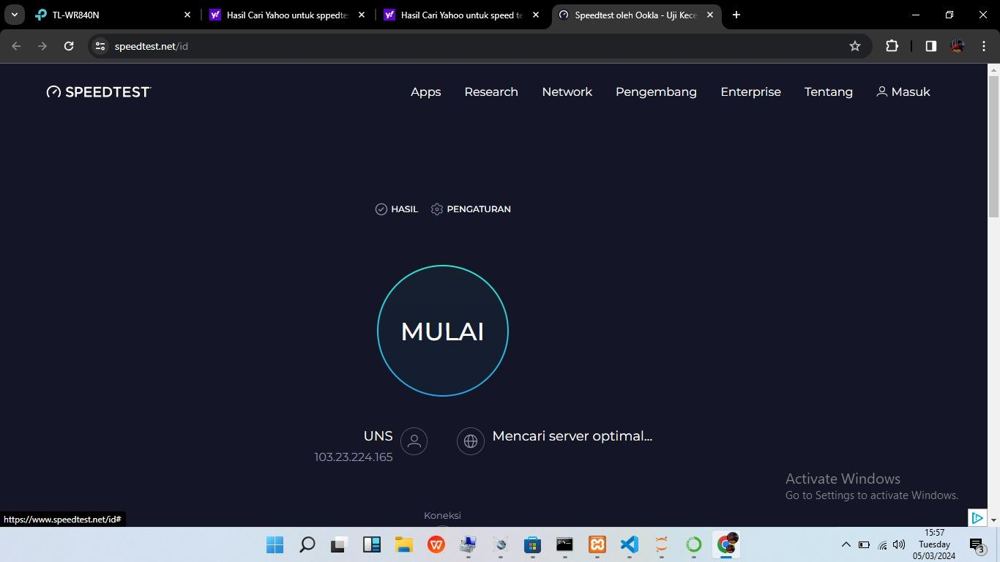 TL-WR840N
Hasil Cari Yahoo untuk sppedte
Hasil Cari Yahoo untuk speed te
Speedtest oleh Ookla - Uji Kece
speedtest.net/id
SPEEDTEST
Apps
Research
Network
Pengembang
Enterprise
Tentang
Masuk
HASIL
PENGATURAN
MULAI
UNS
103.23.224.165
Mencari server optimal...
Koneksi
Activate Windows
Go to Settings to activate Windows.
https://www.speedtest.net/id#
15:57
Tuesday
05/03/2024
3